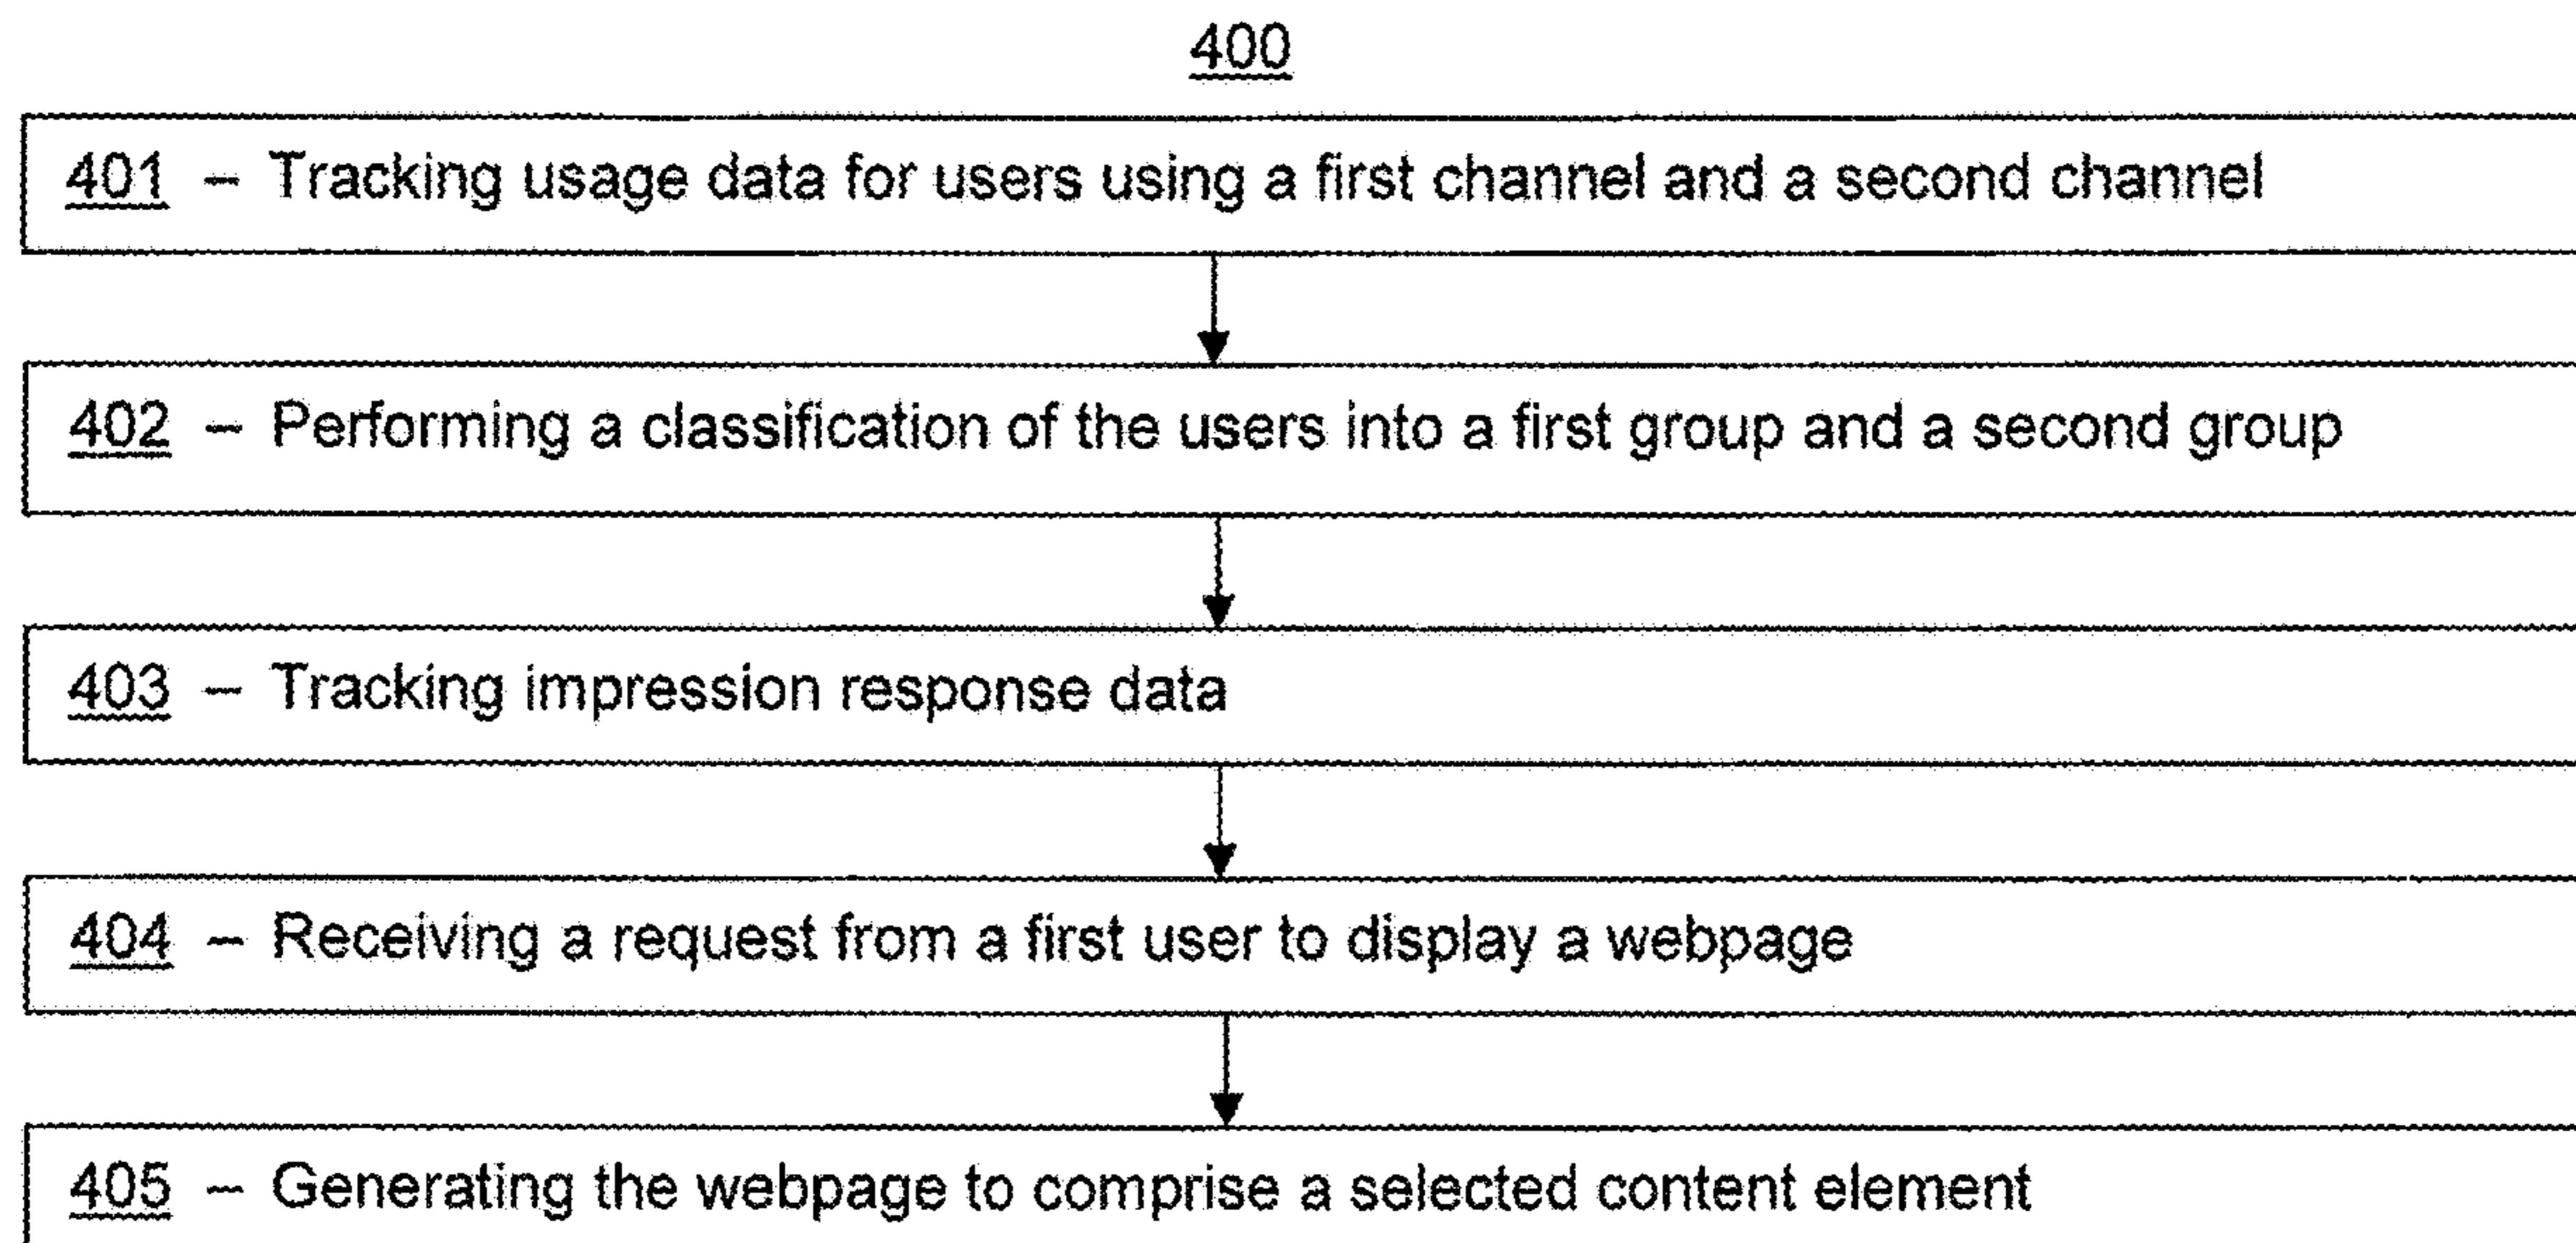 400
401 – Tracking usage data for users using a first channel and a second channel
402 – Performing a classification of the users into a first group and a second group
403 – Tracking impression response data
404 – Receiving a request from a first user to display a webpage
405 – Generating the webpage to comprise a selected content element